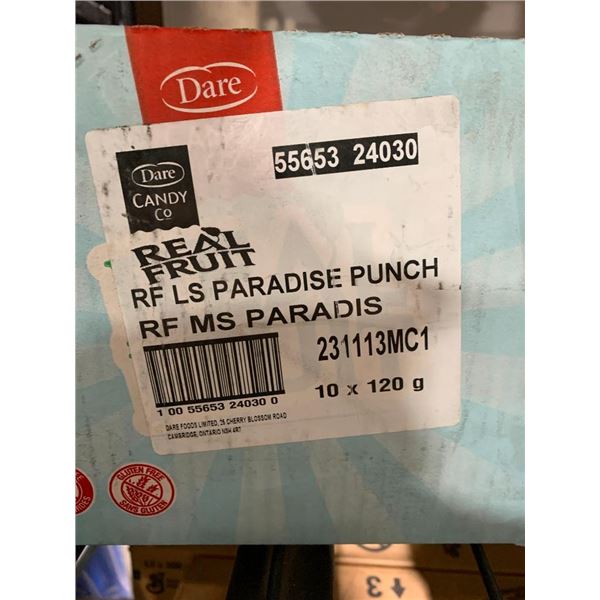 Dare
55653 24030
Dare
CANDY
Co
REAL
FRUIT
RF LS PARADISE PUNCH
RF MS PARADIS
231113MC1
10 x 120 g
1 00 55653 24030 0
DARE FOODS LIMITED, 25 CHERRY BLOSSOM ROAD
CAMBRIDGE, ONTARIO N3H 4R7
GLUTEN FREE
SANS GLUTEN
3